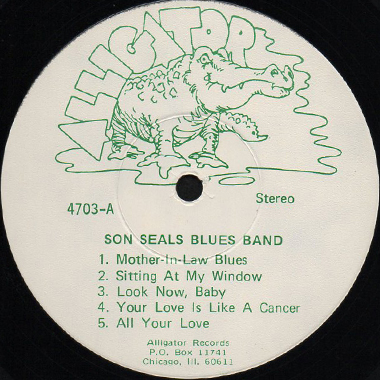 ALLIGATOR
4703-A
Stereo
SON SEALS BLUES BAND
1. Mother-In-Law Blues
2. Sitting At My Window
3. Look Now, Baby
4. Your Love Is Like A Cancer
5. All Your Love
Alligator Records
P.O. Box 11741
Chicago, Ill. 60611